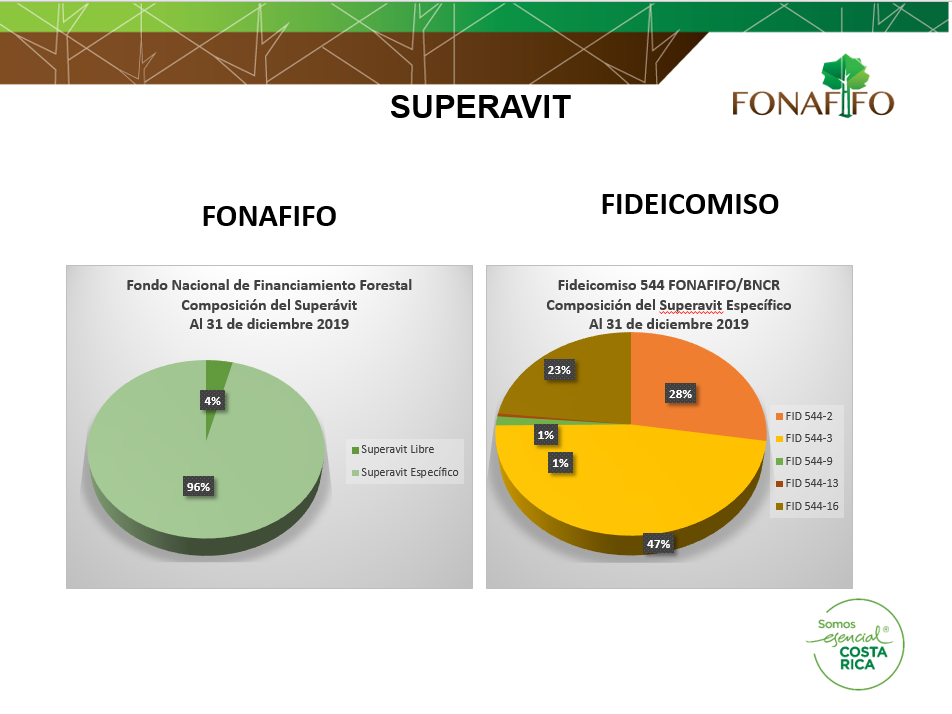 FONAFIFO
SUPERAVIT
FONAFIFO
FIDEICOMISO
Fondo Nacional de Financiamiento Forestal
Composición del Superávit
Al 31 de diciembre 2019
4%
96%
Superavit Libre
Superavit Específico
Fideicomiso 544 FONAFIFO/BNCR
Composición del Superavit Específico
Al 31 de diciembre 2019
23%
28%
1%
1%
47%
FID 544-2
FID 544-3
FID 544-9
FID 544-13
FID 544-16
Somos
esencial®
COSTA
RICA